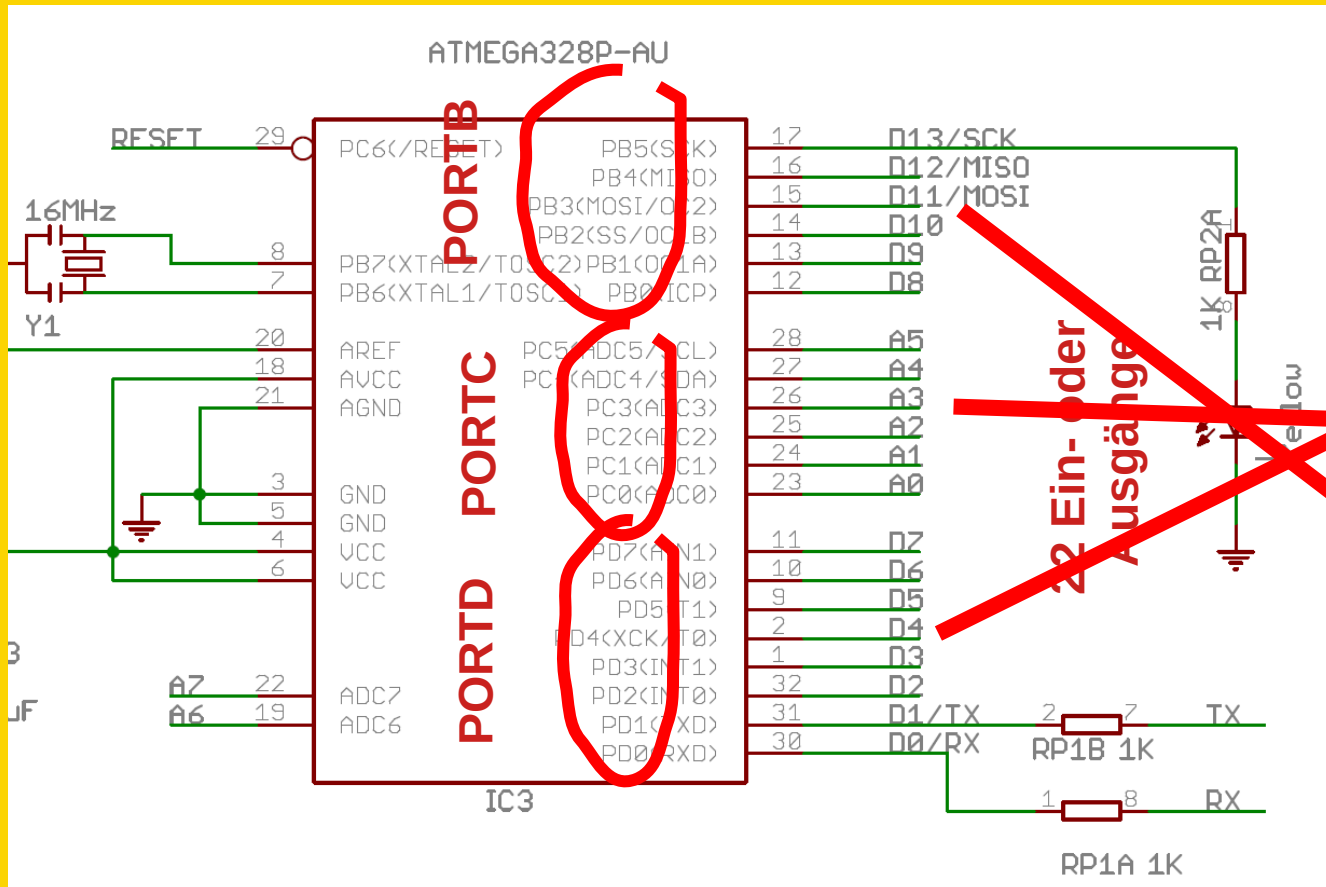 ATMEGA328P-AU
RESET
29
PC6(/RESET)
16MHz
Y1
8
PB7(XTAL2/TOSC2)
7
PB6(XTAL1/TOSC1)
20
AREF
18
AVCC
21
AGND
3
GND
5
GND
4
VCC
6
VCC
A7
22
ADC7
A6
19
ADC6
3
uF
PORTB
PORTC
PORTD
PB5(SCK)
17
D13/SCK
PB4(MISO)
16
D12/MISO
PB3(MOSI/OC2)
15
D11/MOSI
PB2(SS/OC1B)
14
D10
PB1(OC1A)
13
D9
PB0(ICP)
12
D8
PC5(ADC5/SCL)
28
A5
PC4(ADC4/SDA)
27
A4
PC3(ADC3)
26
A3
PC2(ADC2)
25
A2
PC1(ADC1)
24
A1
PC0(ADC0)
23
A0
PD7(AIN1)
11
D7
PD6(AIN0)
10
D6
PD5(T1)
9
D5
PD4(XCK/T0)
2
D4
PD3(INT1)
1
D3
PD2(INT0)
32
D2
PD1(TXD)
31
D1/TX
PD0(RXD)
30
D0/RX
IC3
22 Ein- oder
Ausgänge
1
RP2A
1K
8
Yellow
2
7
TX
RP1B 1K
1
8
RX
RP1A 1K